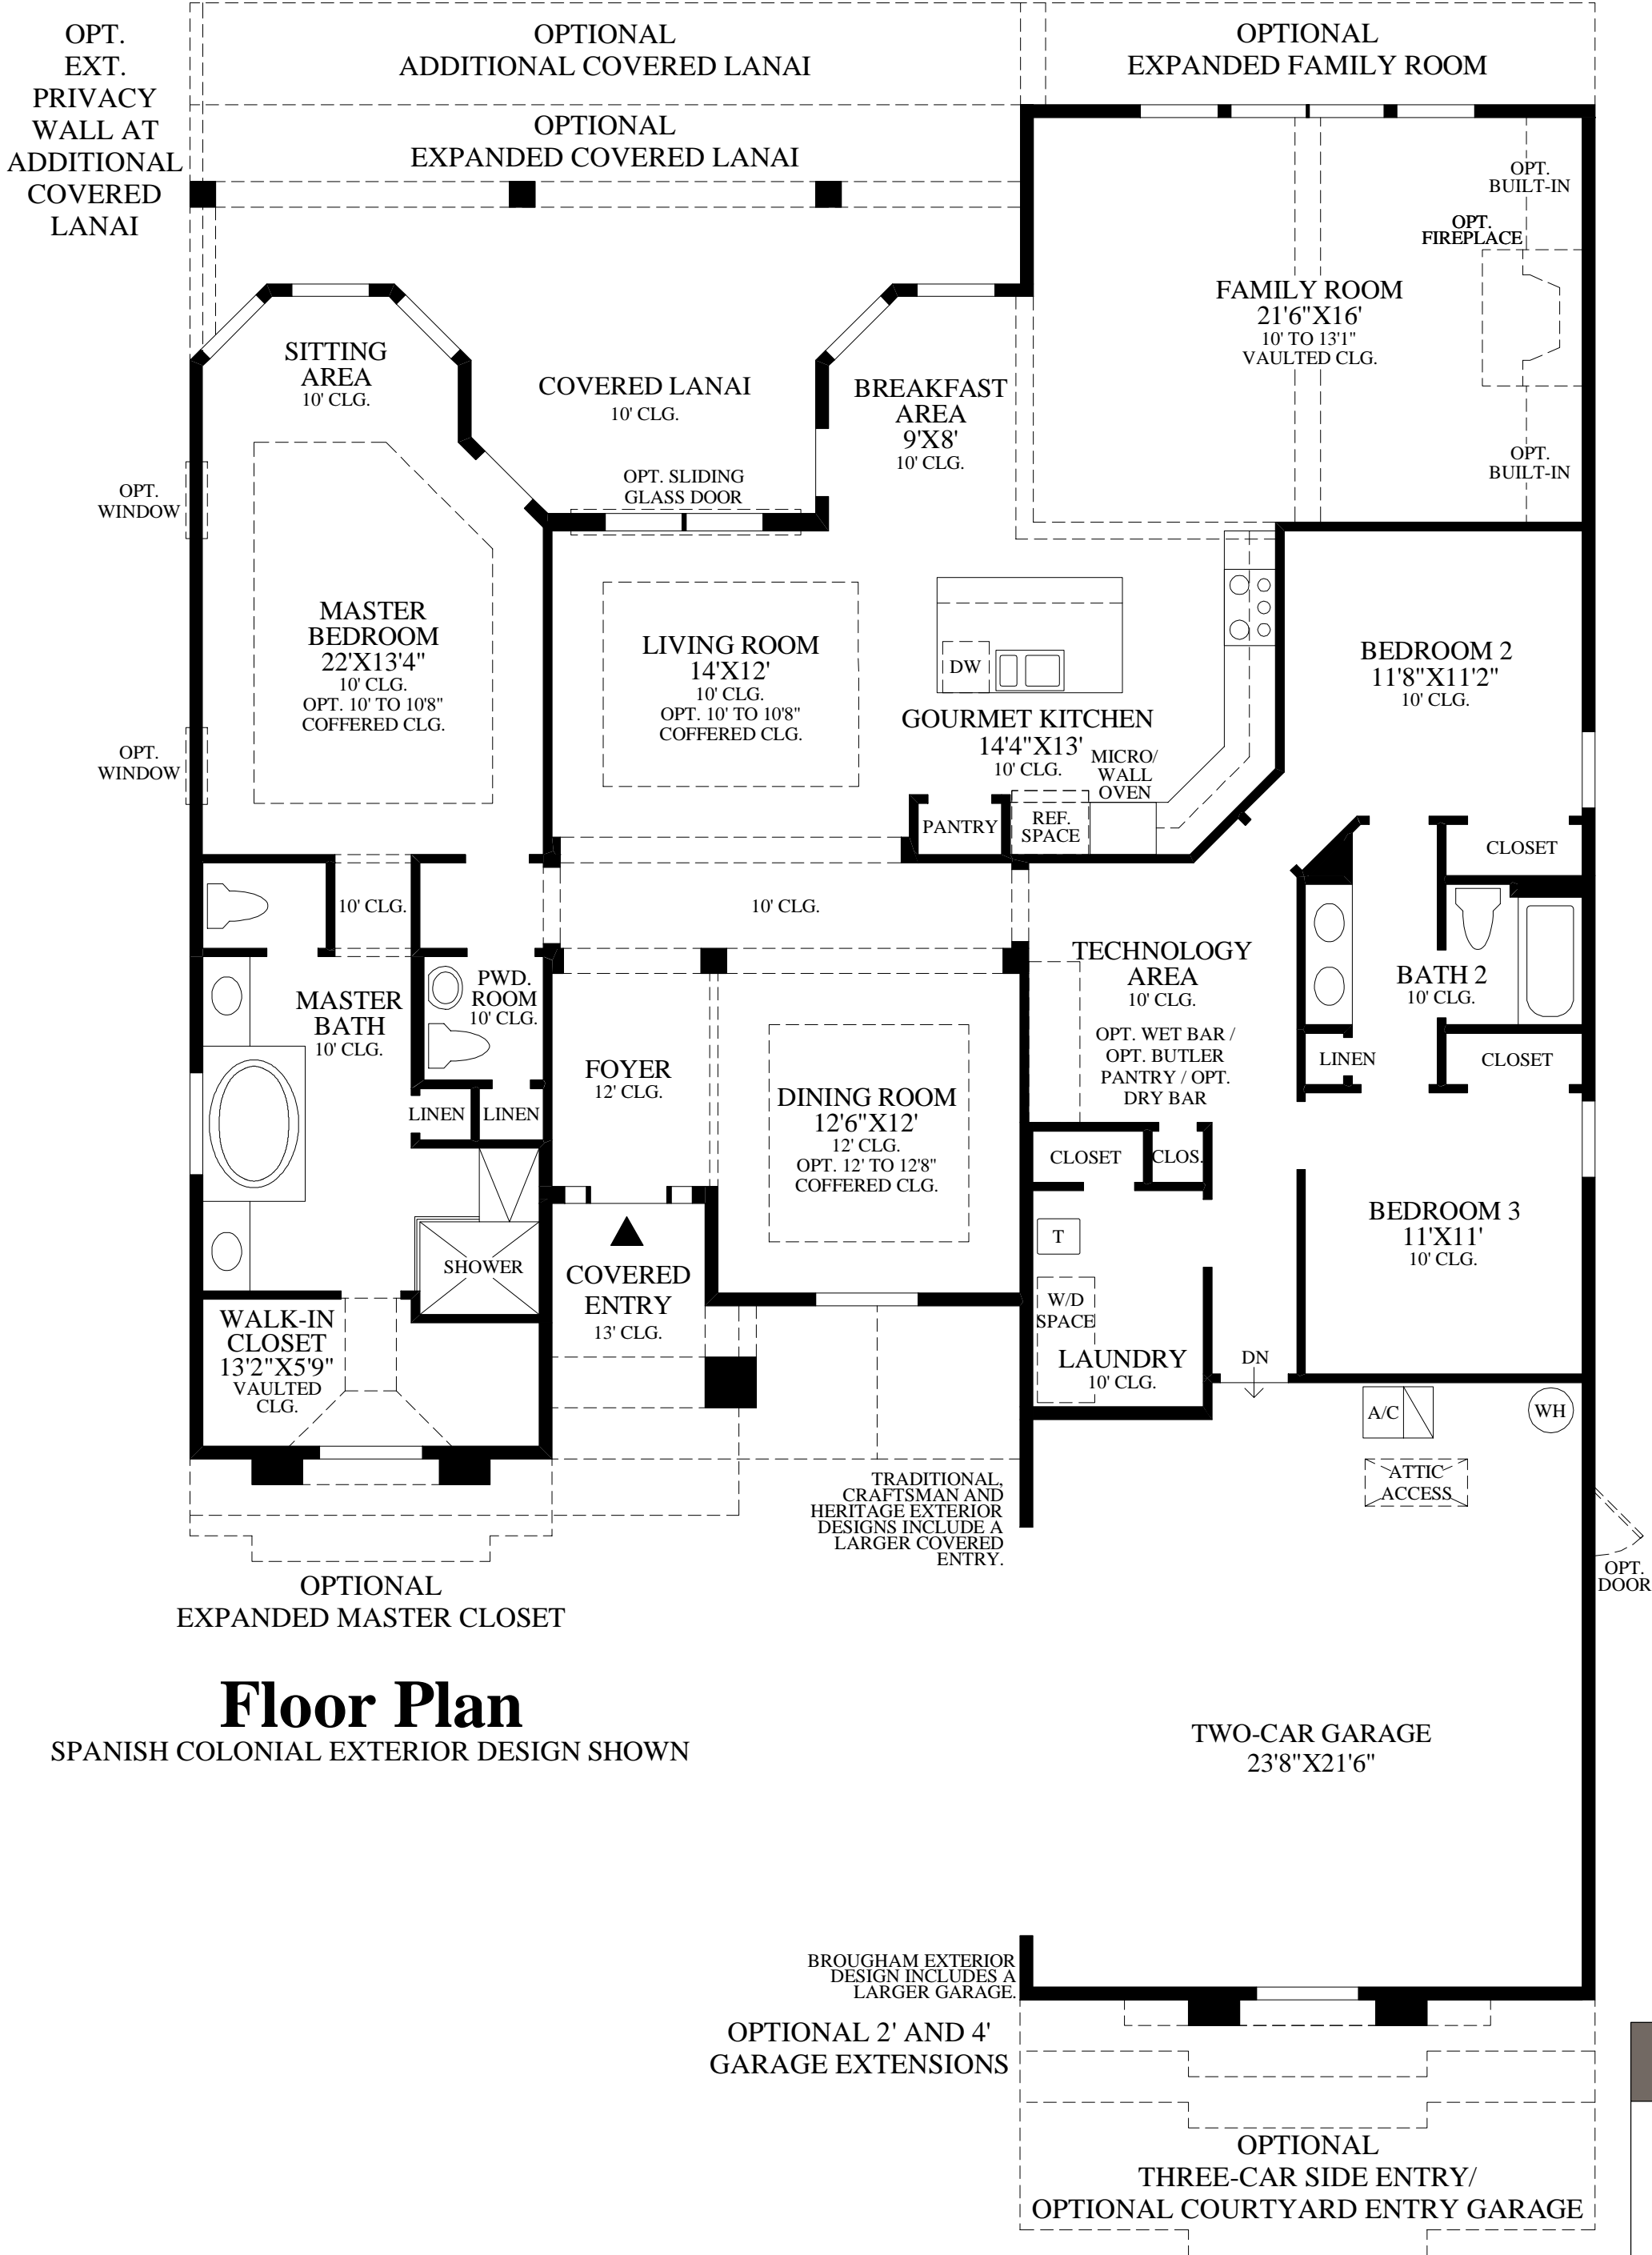 OPT.
EXT.
PRIVACY
WALL AT
ADDITIONAL
COVERED
LANAI
OPTIONAL
ADDITIONAL COVERED LANAI
OPTIONAL
EXPANDED FAMILY ROOM
OPTIONAL
EXPANDED COVERED LANAI
OPT.
BUILT-IN
OPT.
FIREPLACE
FAMILY ROOM
21'6"X16'
10' TO 13'1"
VAULTED CLG.
OPT.
BUILT-IN
SITTING
AREA
10' CLG.
COVERED LANAI
10' CLG.
BREAKFAST
AREA
9'X8'
10' CLG.
OPT. SLIDING
GLASS DOOR
OPT.
WINDOW
MASTER
BEDROOM
22'X13'4"
10' CLG.
OPT. 10' TO 10'8"
COFFERED CLG.
OPT.
WINDOW
LIVING ROOM
14'X12'
10' CLG.
OPT. 10' TO 10'8"
COFFERED CLG.
DW
GOURMET KITCHEN
14'4"X13'
10' CLG.
MICRO/
WALL
OVEN
PANTRY
REF.
SPACE
BEDROOM 2
11'8"X11'2"
10' CLG.
CLOSET
10' CLG.
10' CLG.
TECHNOLOGY
AREA
10' CLG.
OPT. WET BAR /
OPT. BUTLER
PANTRY / OPT.
DRY BAR
BATH 2
10' CLG.
LINEN
CLOSET
MASTER
BATH
10' CLG.
PWD.
ROOM
10' CLG.
LINEN
LINEN
FOYER
12' CLG.
DINING ROOM
12'6"X12'
12' CLG.
OPT. 12' TO 12'8"
COFFERED CLG.
CLOSET
CLOS.
BEDROOM 3
11'X11'
10' CLG.
T
SHOWER
COVERED
ENTRY
13' CLG.
W/D
SPACE
LAUNDRY
10' CLG.
DN
WALK-IN
CLOSET
13'2"X5'9"
VAULTED
CLG.
A/C
WH
ATTIC
ACCESS
OPT.
DOOR
TRADITIONAL,
CRAFTSMAN AND
HERITAGE EXTERIOR
DESIGNS INCLUDE A
LARGER COVERED
ENTRY.
OPTIONAL
EXPANDED MASTER CLOSET
Floor Plan
SPANISH COLONIAL EXTERIOR DESIGN SHOWN
TWO-CAR GARAGE
23'8"X21'6"
BROUGHAM EXTERIOR
DESIGN INCLUDES A
LARGER GARAGE.
OPTIONAL 2' AND 4'
GARAGE EXTENSIONS
OPTIONAL
THREE-CAR SIDE ENTRY/
OPTIONAL COURTYARD ENTRY GARAGE